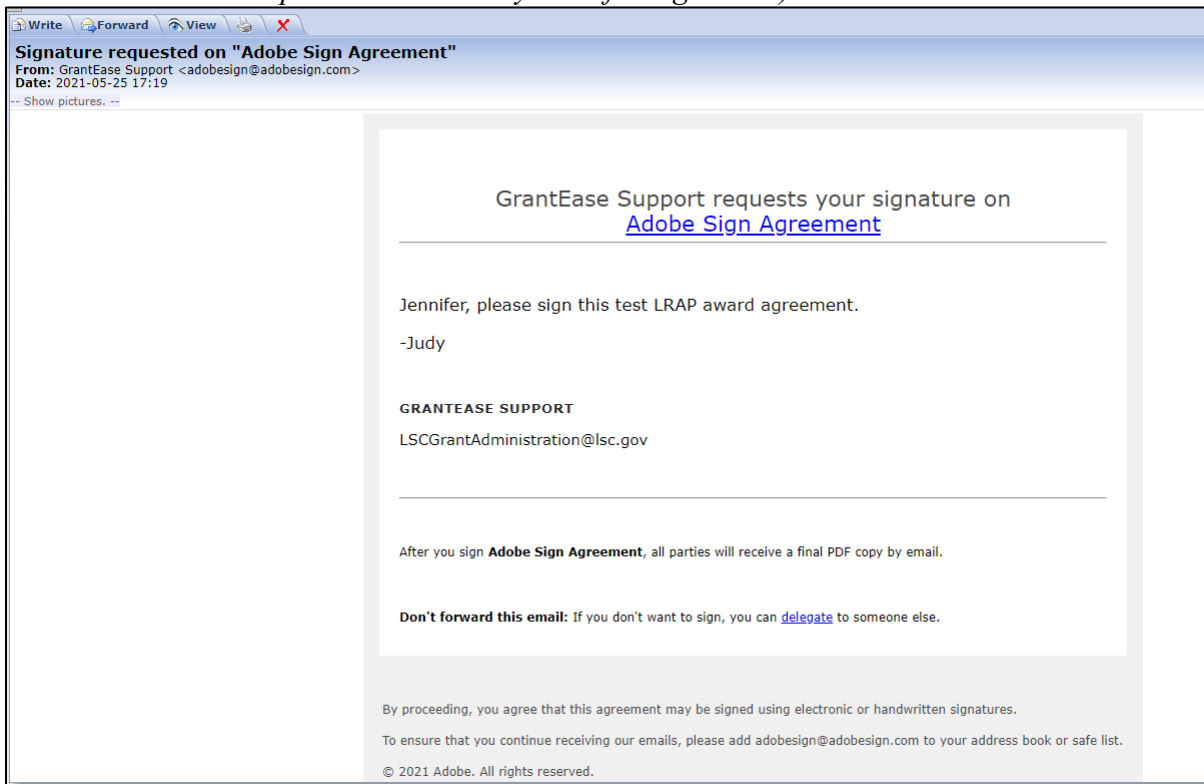 Write Forward View
Signature requested on "Adobe Sign Agreement"
From: GrantEase Support <adobesign@adobesign.com>
Date: 2021-05-25 17:19
-- Show pictures. --
GrantEase Support requests your signature on
Adobe Sign Agreement
Jennifer, please sign this test LRAP award agreement.
-Judy
GRANTEASE SUPPORT
LSCGrantAdministration@lsc.gov
After you sign Adobe Sign Agreement, all parties will receive a final PDF copy by email.
Don't forward this email: If you don't want to sign, you can delegate to someone else.
By proceeding, you agree that this agreement may be signed using electronic or handwritten signatures.
To ensure that you continue receiving our emails, please add adobesign@adobesign.com to your address book or safe list.
© 2021 Adobe. All rights reserved.